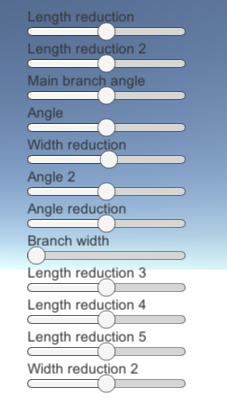 Length reduction
Length reduction 2
Main branch angle
Angle
Width reduction
Angle 2
Angle reduction
Branch width
Length reduction 3
Length reduction 4
Length reduction 5
Width reduction 2